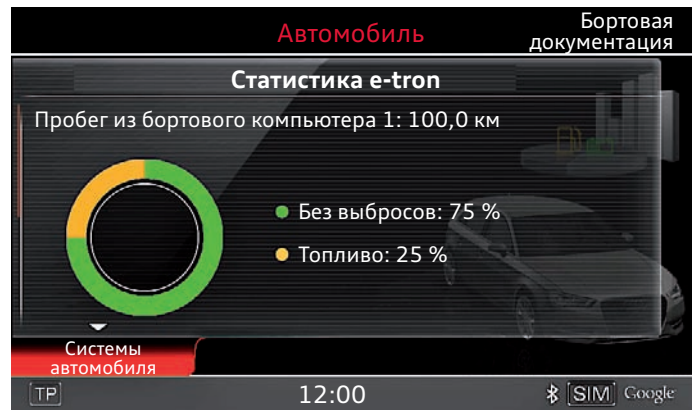 Автомобиль
Бортовая
документация
Статистика e-tron
Пробег из бортового компьютера 1: 100,0 км
Без выбросов: 75 %
Топливо: 25 %
Системы
автомобиля
TP
12:00
SIM Google